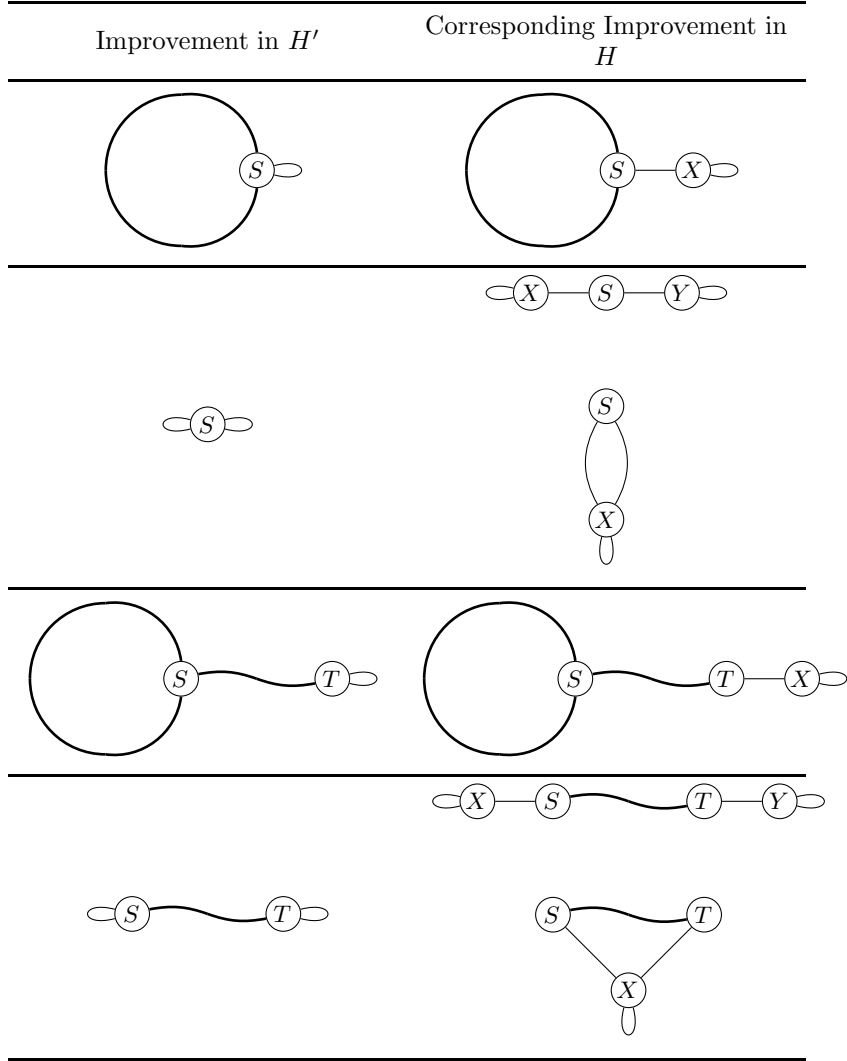 Improvement in H′
Corresponding Improvement in
H
S
S X
X S Y
S
S
X
S T
S T X
X S T Y
S T
S T
X